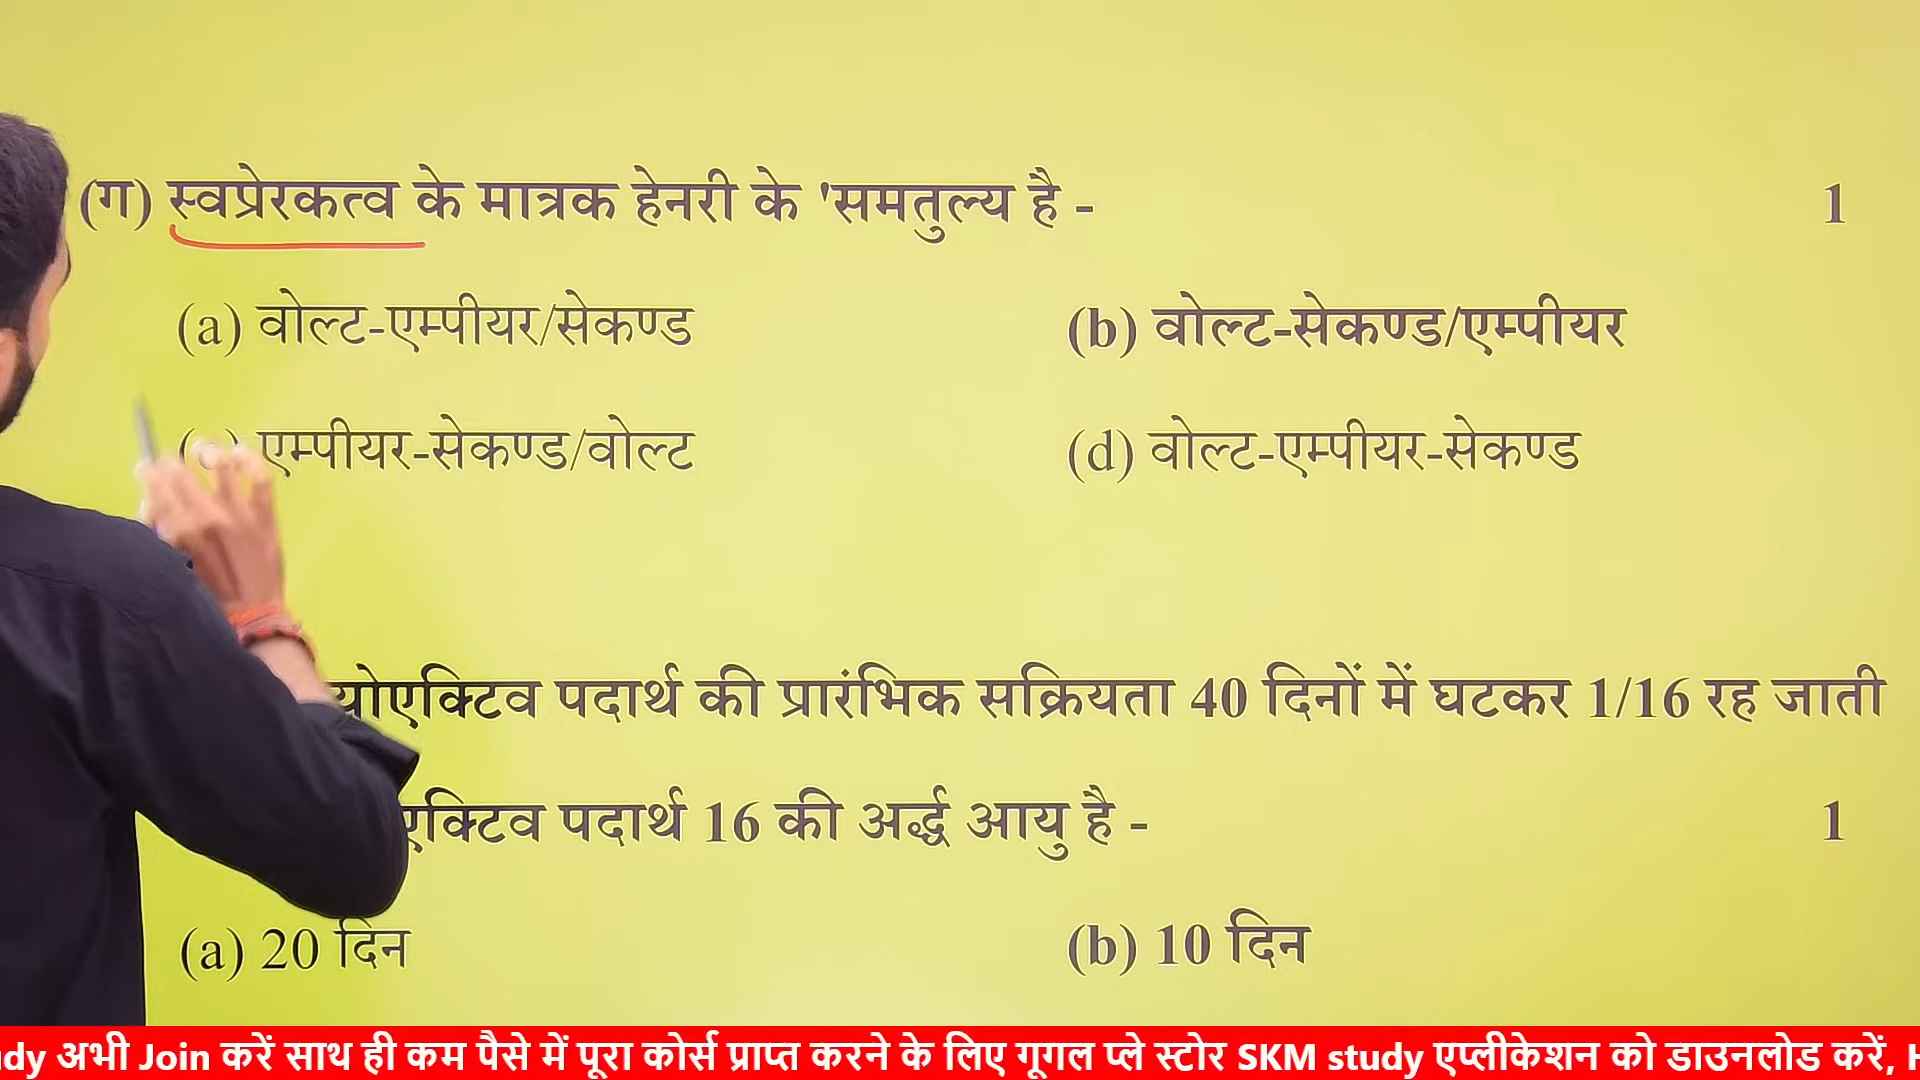 (ग) स्वप्रेरकत्व के मात्रक हेनरी के 'समतुल्य है - 1
(a) वोल्ट-एम्पीयर/सेकण्ड (b) वोल्ट-सेकण्ड/एम्पीयर
एम्पीयर-सेकण्ड/वोल्ट (d) वोल्ट-एम्पीयर-सेकण्ड
योएक्टिव पदार्थ की प्रारंभिक सक्रियता 40 दिनों में घटकर 1/16 रह जाती
एक्टिव पदार्थ 16 की अर्द्ध आयु है - 1
(a) 20 दिन (b) 10 दिन
dy अभी Join करें साथ ही कम पैसे में पूरा कोर्स प्राप्त करने के लिए गूगल प्ले स्टोर SKM study एप्लीकेशन को डाउनलोड करें, H